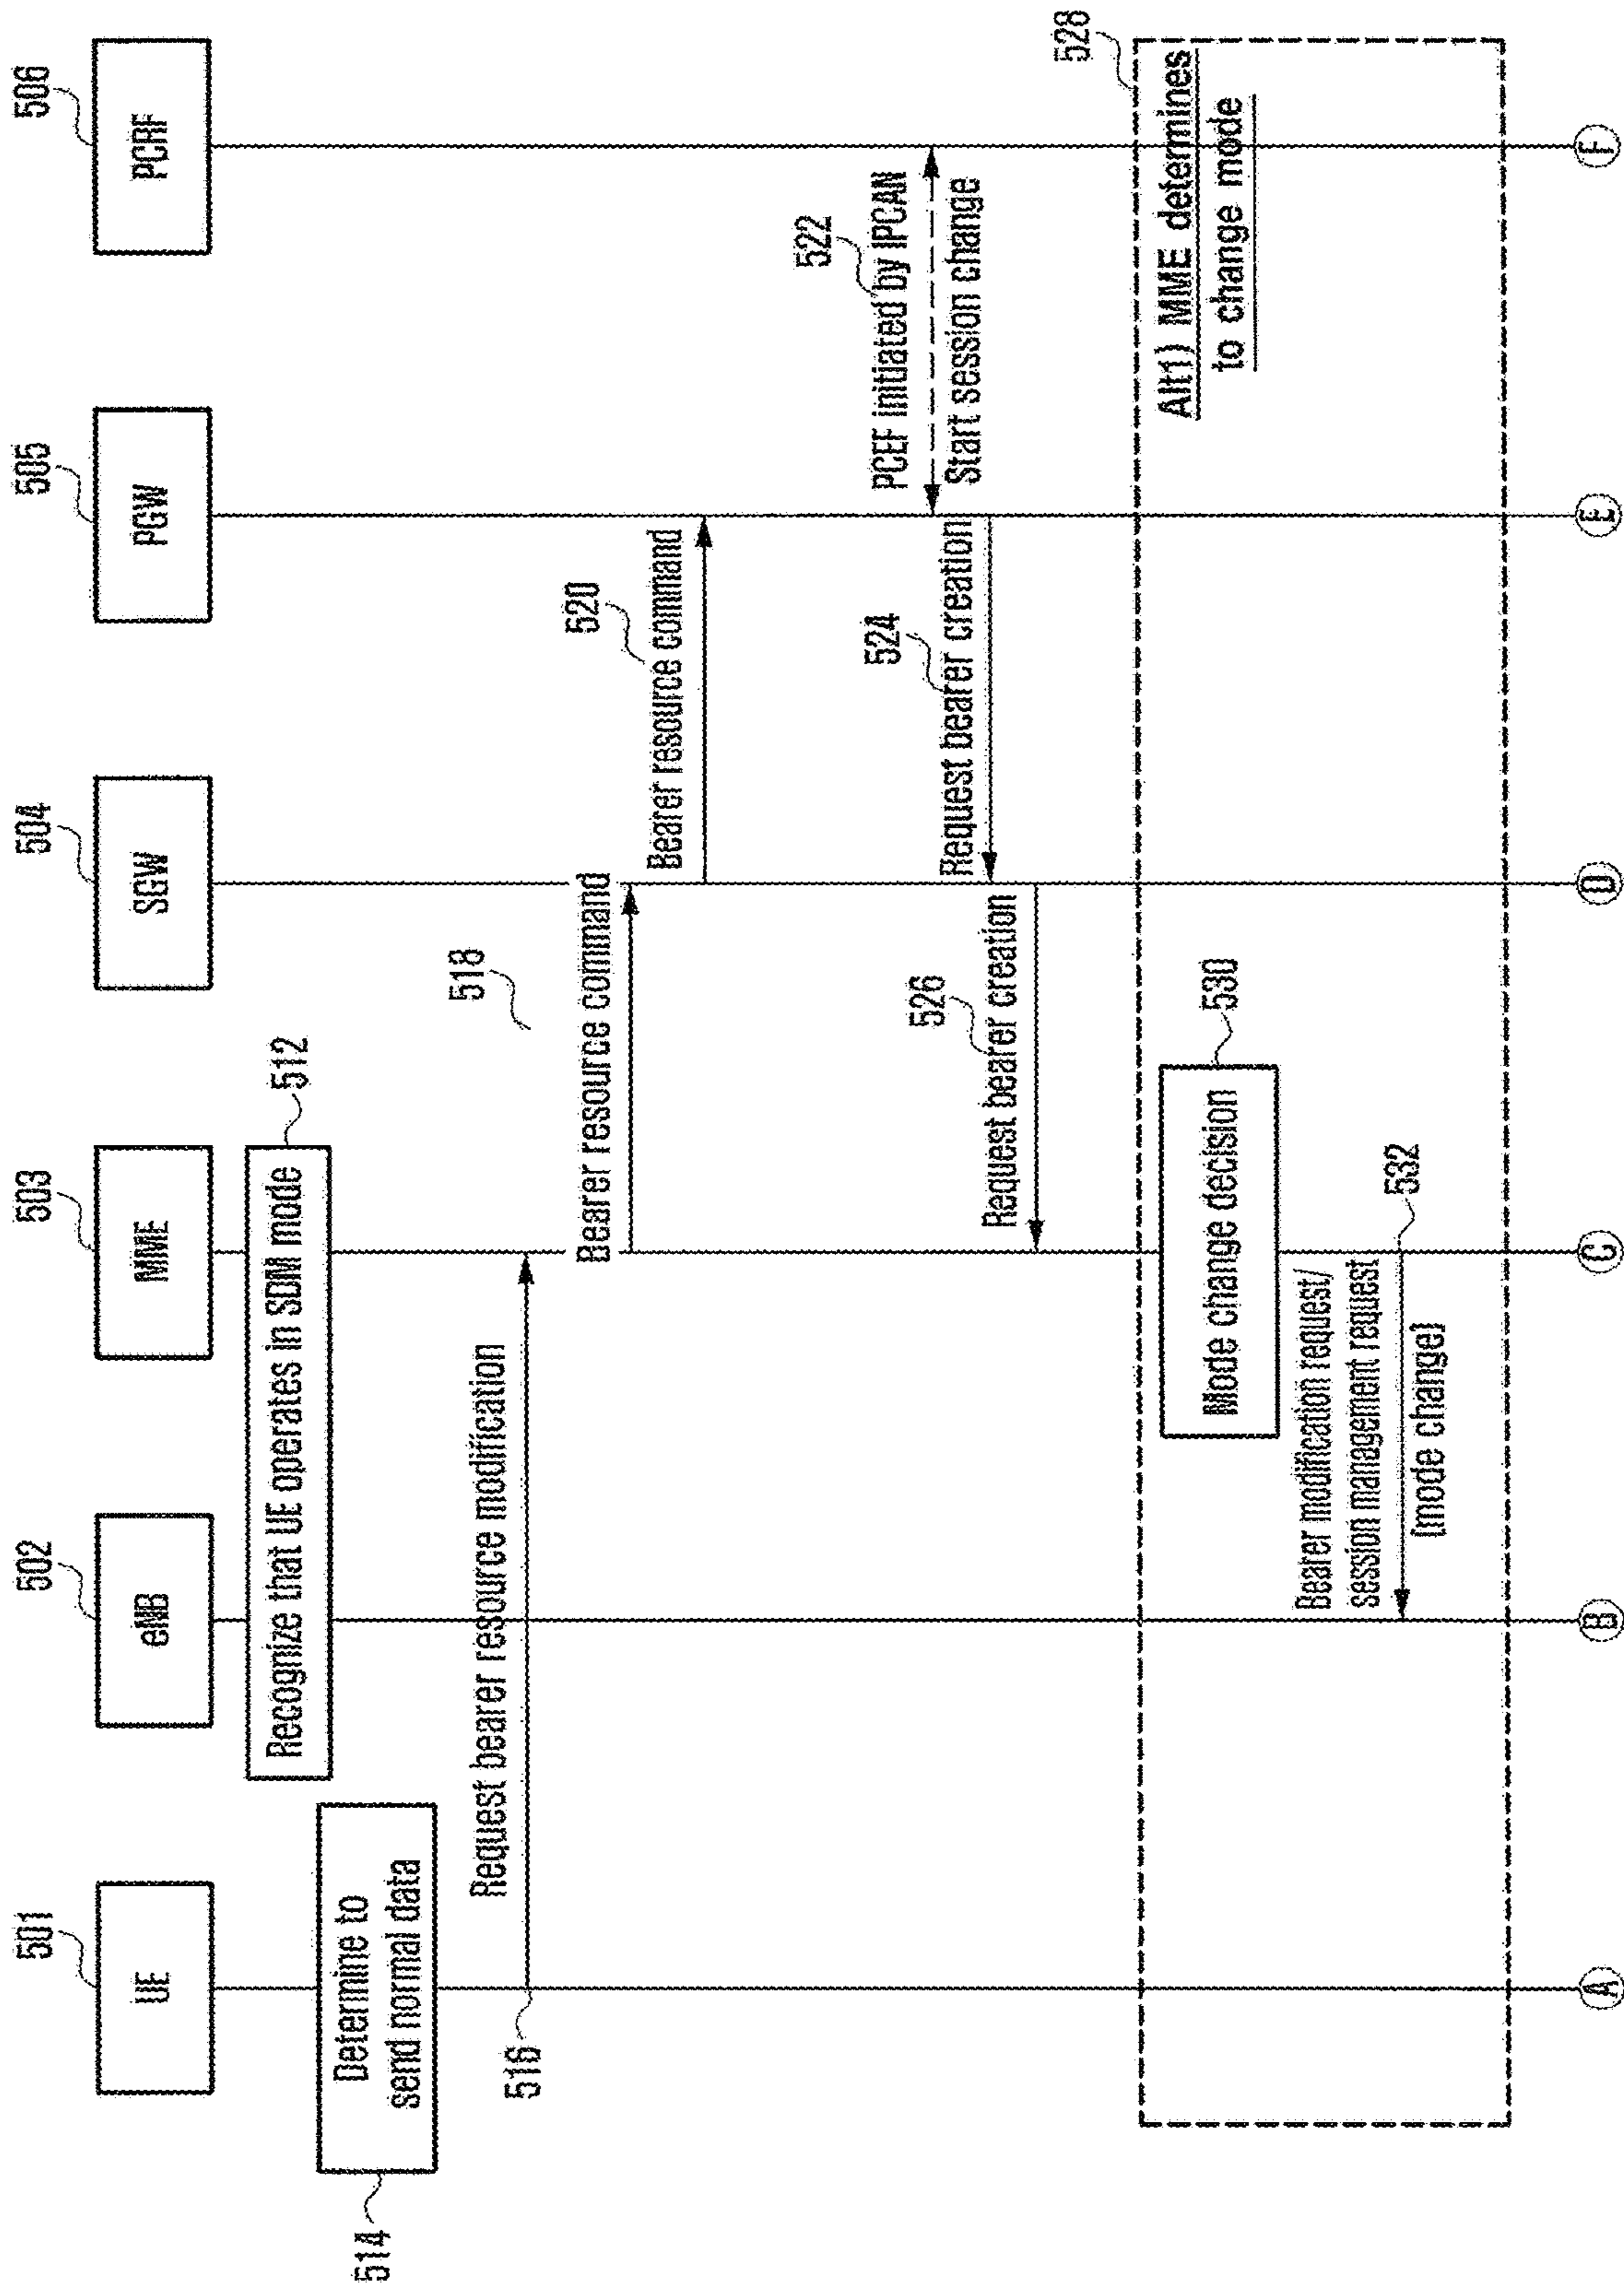 501
502
503
504
505
506
UE
eNB
MME
SGW
PGW
PCRF
512
Recognize that UE operates in SDM mode
514
Determine to
send normal data
516
Request bearer resource modification
518
Bearer resource command
520
Bearer resource command
522
PCEF initiated by IPCAN
Start session change
524
Request bearer creation
526
Request bearer creation
528
Alt1) MME determines
to change mode
530
Mode change decision
532
Bearer modification request/
session management request
(mode change)
A
B
C
D
E
F